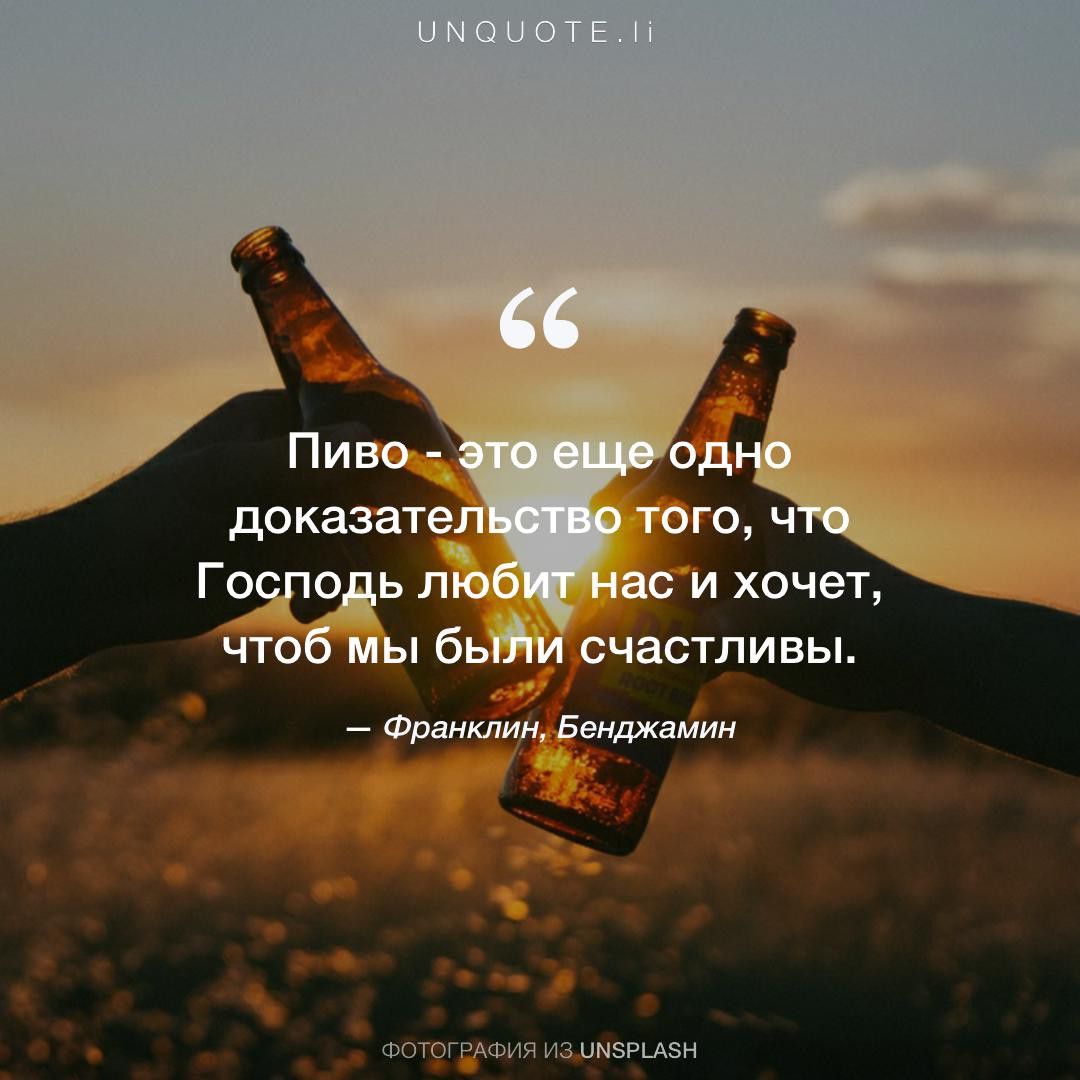 UNQUOTE.li
“
Пиво - это еще одно
доказательство того, что
Господь любит нас и хочет,
чтоб мы были счастливы.
— Франклин, Бенджамин
ФОТОГРАФИЯ ИЗ UNSPLASH